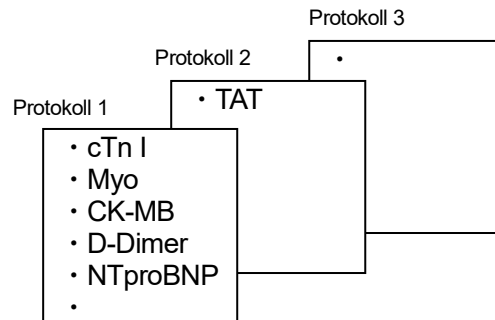 Protokoll 3
・
Protokoll 2
・TAT
Protokoll 1
・cTn I
・Myo
・CK-MB
・D-Dimer
・NTproBNP
・